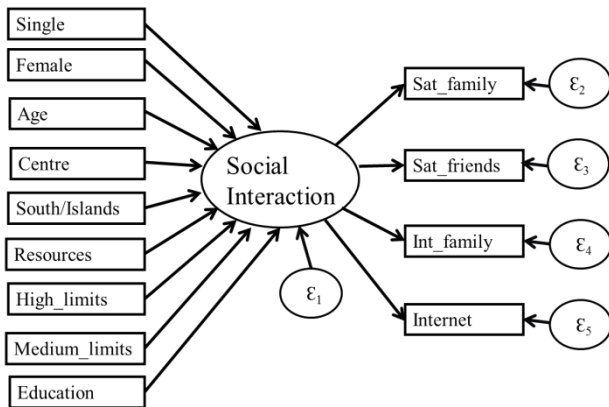 Single
Female
Age
Centre
South/Islands
Resources
High_limits
Medium_limits
Education
Social
Interaction
ε1
Sat_family
Sat_friends
Int_family
Internet
ε2
ε3
ε4
ε5